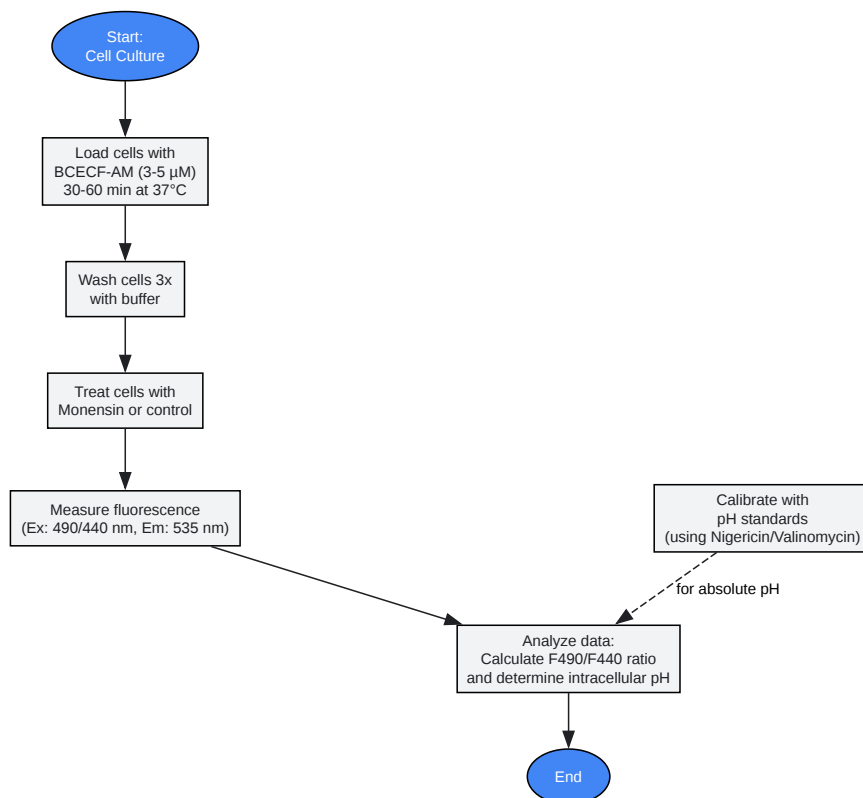 Start:
Cell Culture
Load cells with
BCECF-AM (3-5 µM)
30-60 min at 37°C
Wash cells 3x
with buffer
Treat cells with
Monensin or control
Measure fluorescence
(Ex: 490/440 nm, Em: 535 nm)
Calibrate with
pH standards
(using Nigericin/Valinomycin)
for absolute pH
Analyze data:
Calculate F490/F440 ratio
and determine intracellular pH
End